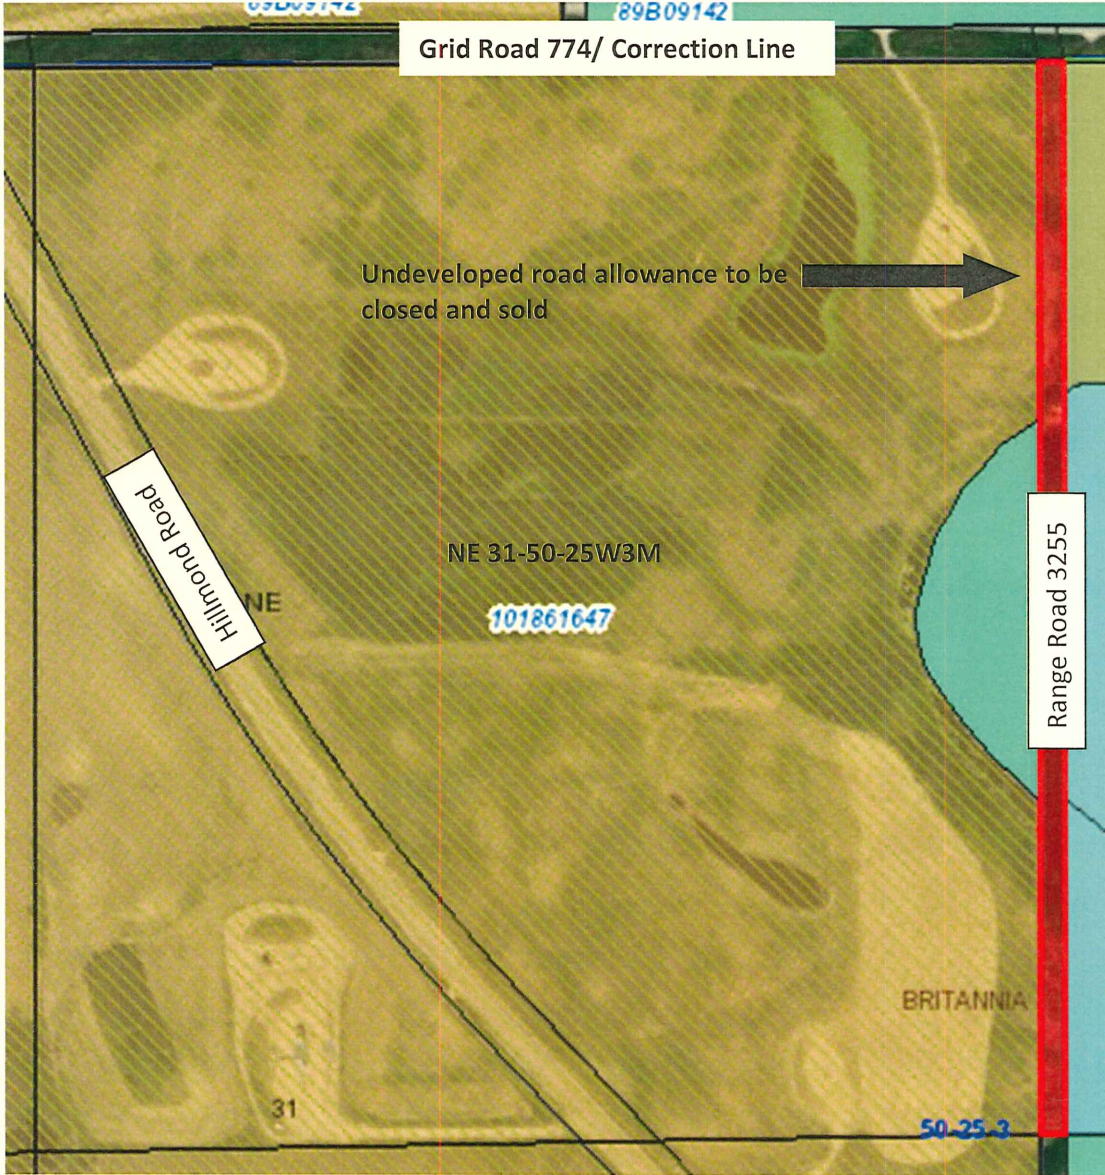 89B09142
89B09142
Grid Road 774/ Correction Line
Undeveloped road allowance to be
closed and sold
Hillmond Road
NE 31-50-25W3M
NE
101861647
Range Road 3255
BRITANNIA
31
50-25-3